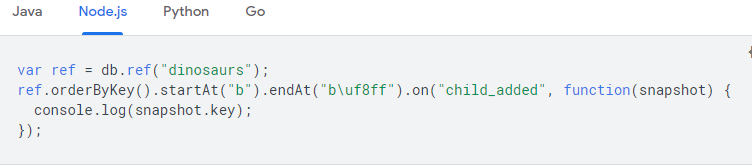 Java Node.js Python Go
var ref = db.ref("dinosaurs");
ref.orderByKey().startAt("b").endAt("b\uf8ff").on("child_added", function(snapshot) {
  console.log(snapshot.key);
});